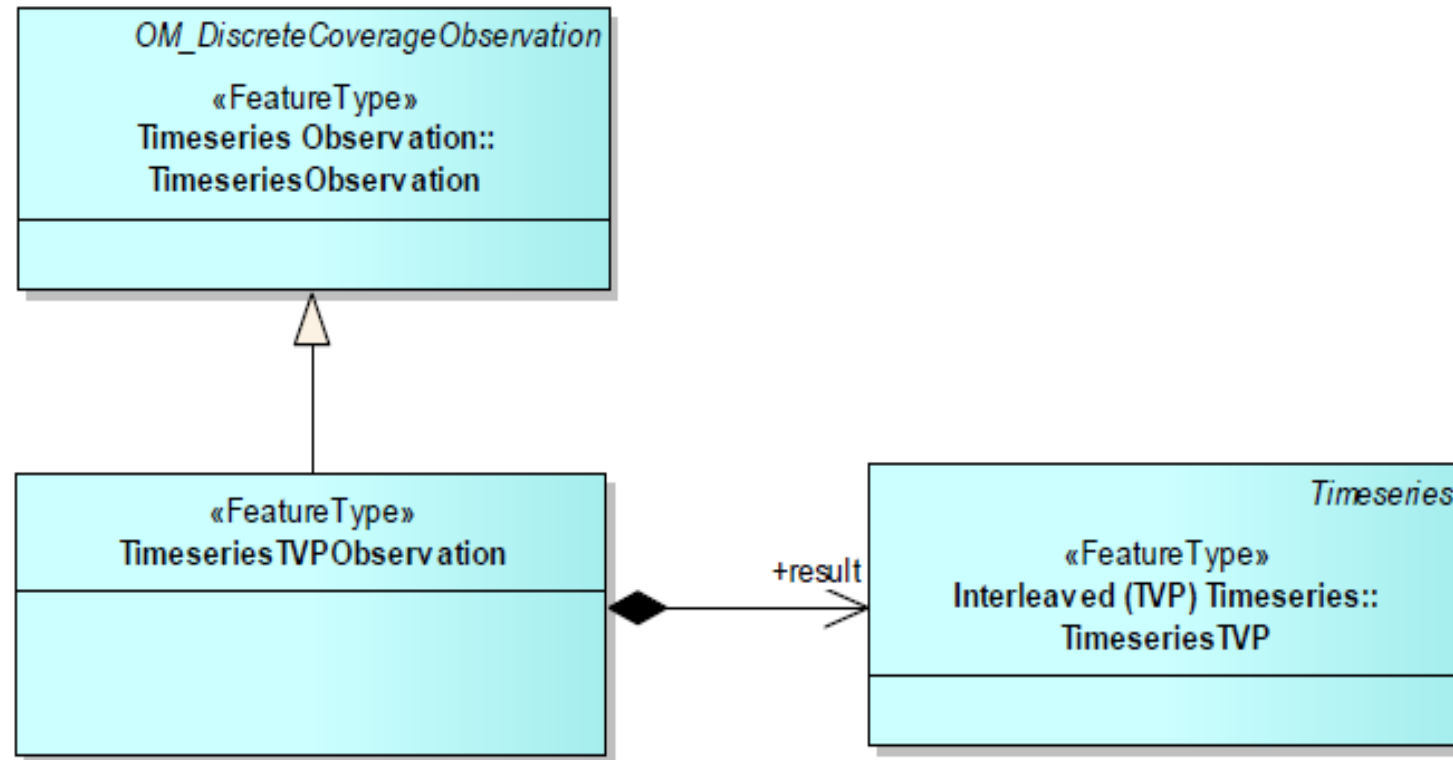 OM_DiscreteCoverageObservation
«FeatureType»
Timeseries Observation::
TimeseriesObservation
«FeatureType»
TimeseriesTVPObservation
+result
Timeseries
«FeatureType»
Interleaved (TVP) Timeseries::
TimeseriesTVP